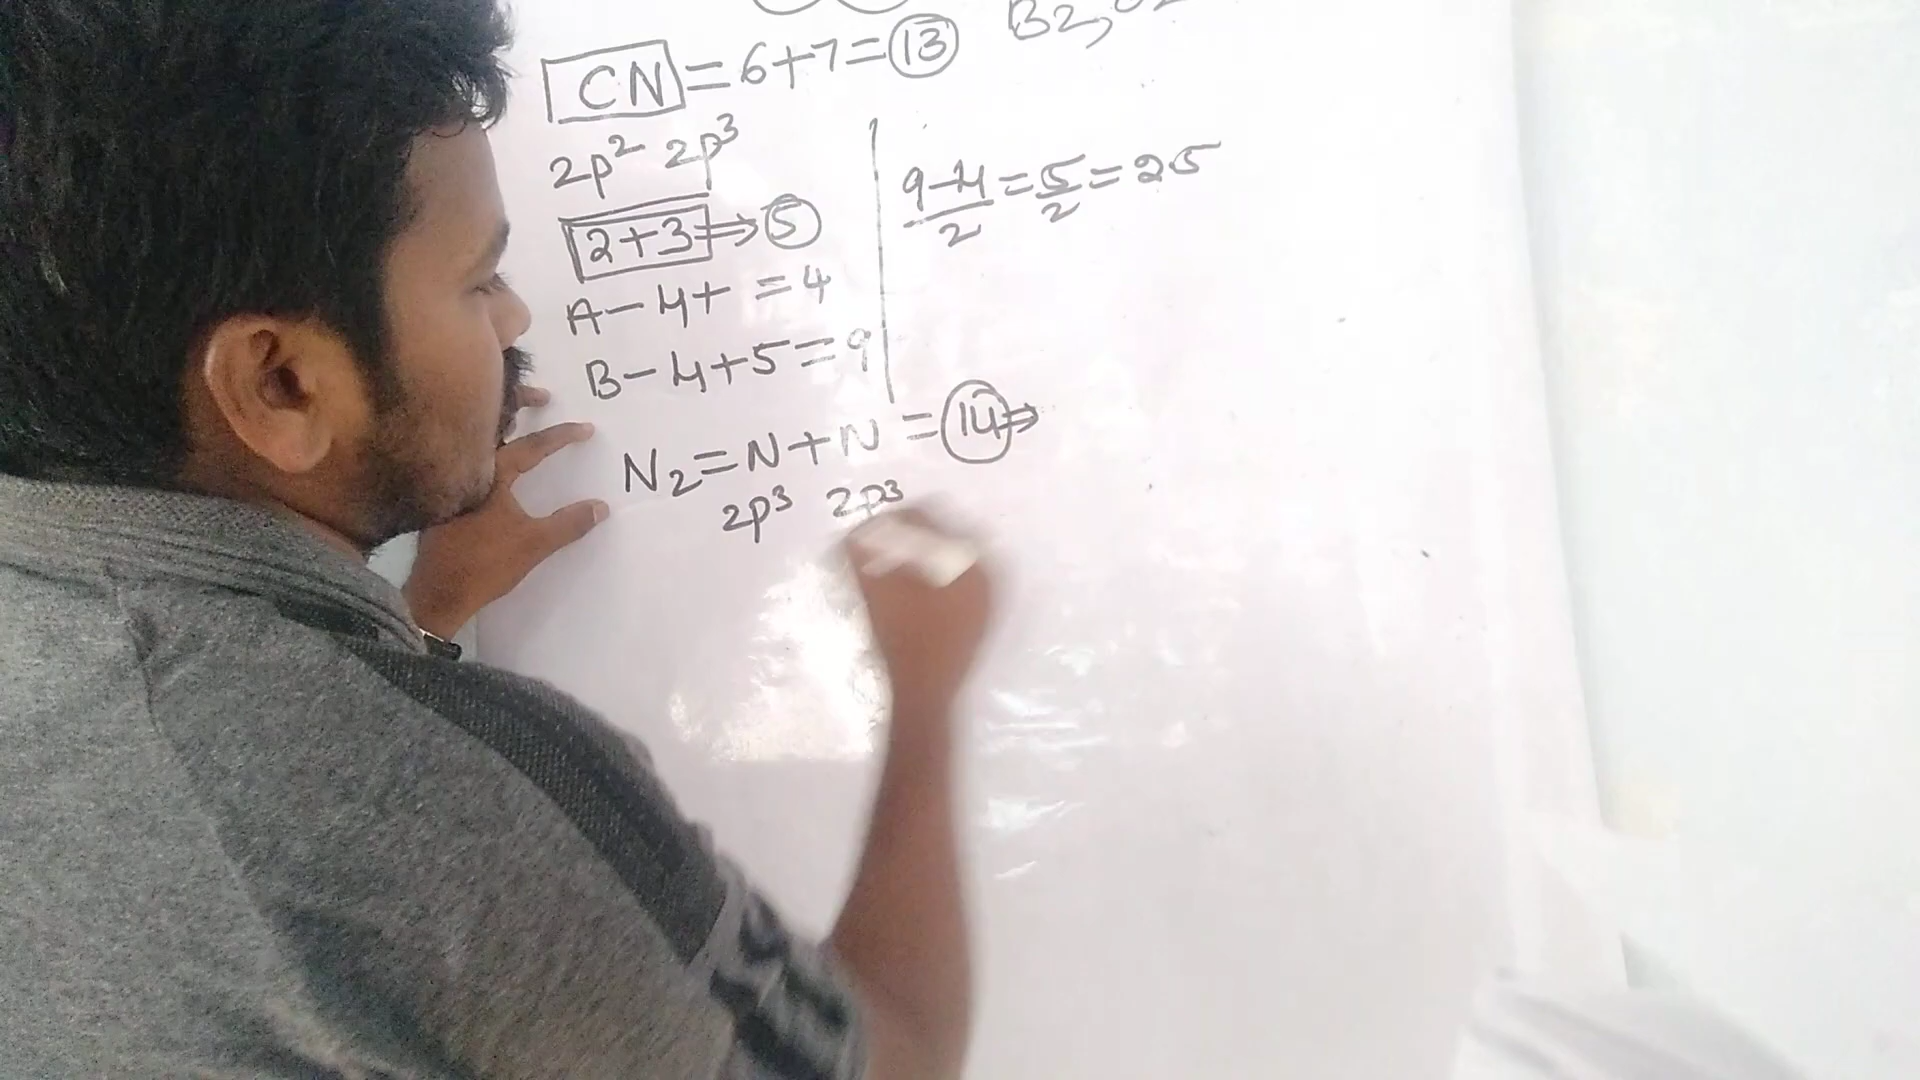 CN = 6+7 = 13
B2,
2p² 2p³
2+3 ⇒ 5
A - 4+ = 4
B - 4+5 = 9
9-4/2 = 5/2 = 2.5
N2 = N+N = 14 ⇒
2p³ 2p³